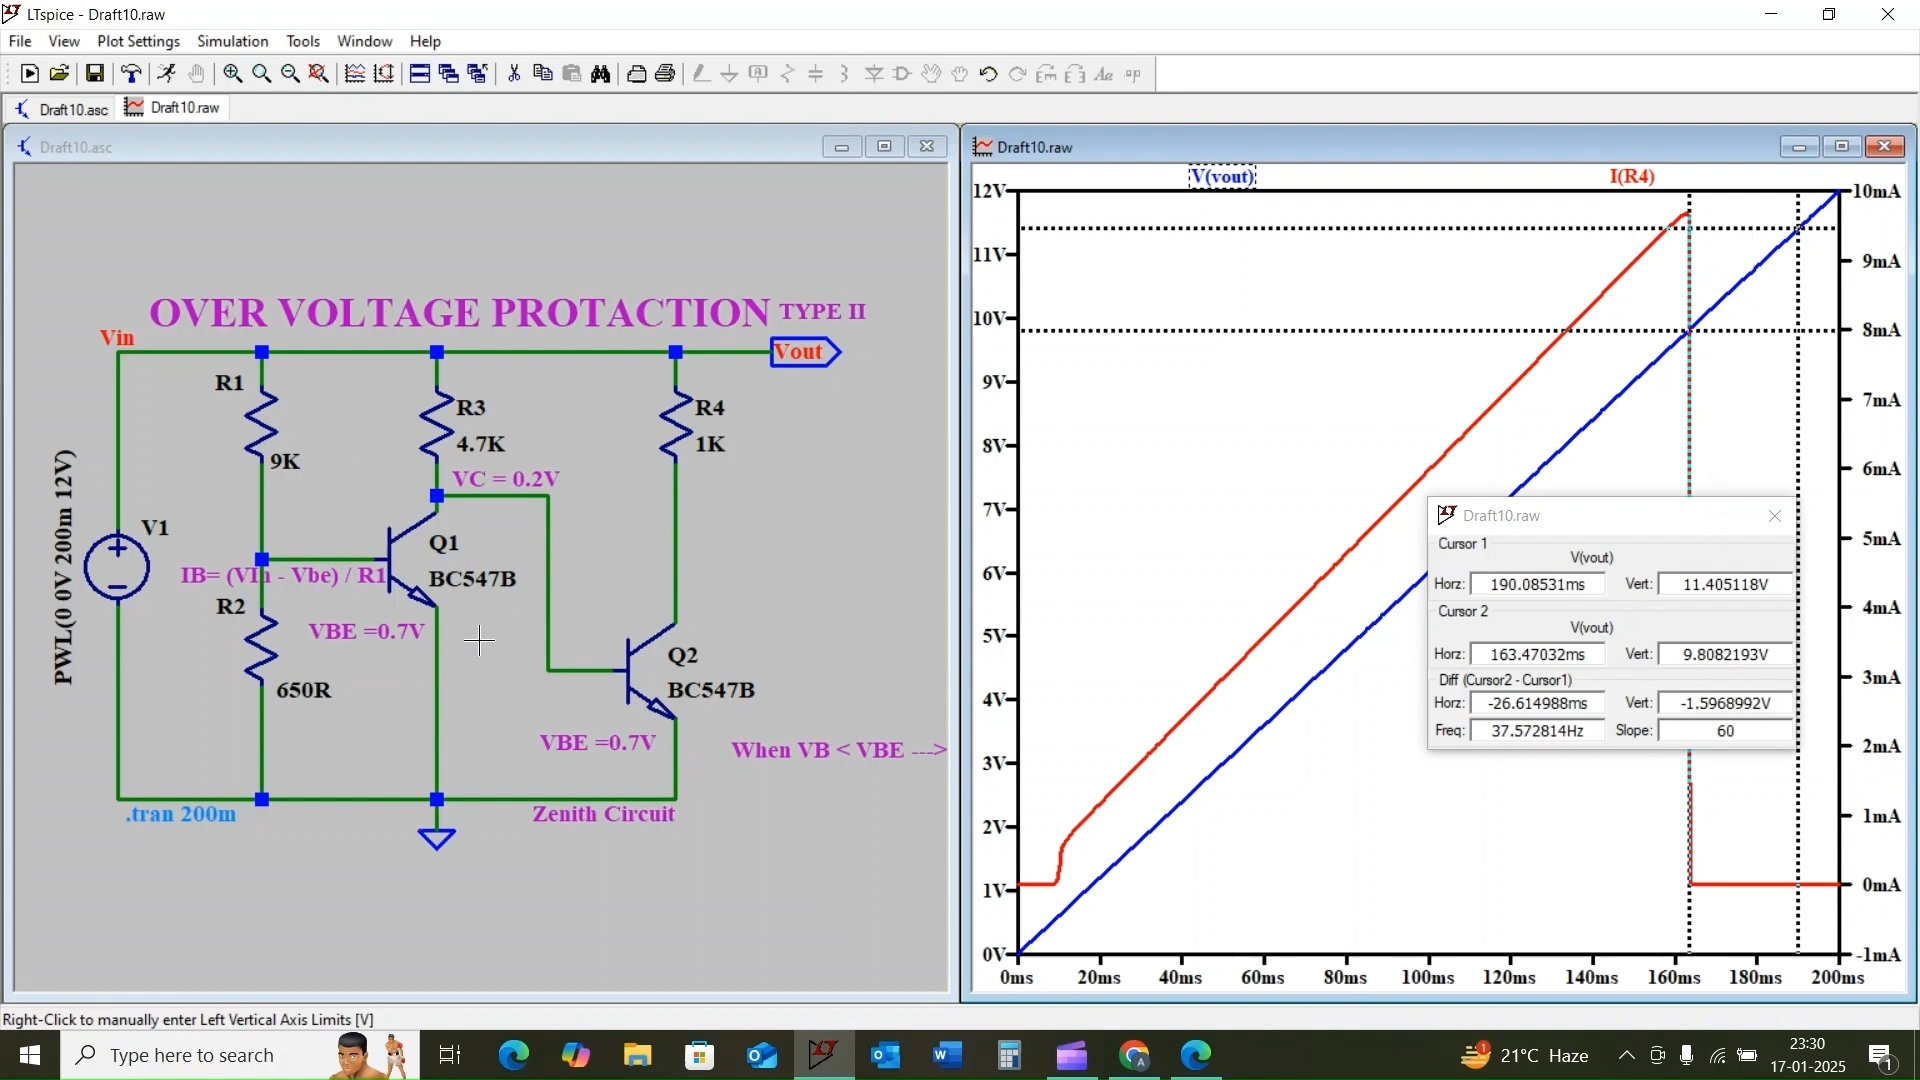 LTspice - Draft10.raw
File View Plot Settings Simulation Tools Window Help
Draft10.asc Draft10.raw
Draft10.asc
OVER VOLTAGE PROTACTION TYPE II
Vin
Vout
R1
9K
R3
4.7K
R4
1K
VC = 0.2V
PWL(0 0V 200m 12V)
V1
Q1
BC547B
IB= (VIn - Vbe) / R1
R2
650R
VBE =0.7V
Q2
BC547B
VBE =0.7V
When VB < VBE --->
.tran 200m
Zenith Circuit
Draft10.raw
V(vout) I(R4)
12V
11V
10V
9V
8V
7V
6V
5V
4V
3V
2V
1V
0V
10mA
9mA
8mA
7mA
6mA
5mA
4mA
3mA
2mA
1mA
0mA
-1mA
0ms 20ms 40ms 60ms 80ms 100ms 120ms 140ms 160ms 180ms 200ms
Draft10.raw
Cursor 1
V(vout)
Horz: 190.08531ms Vert: 11.405118V
Cursor 2
V(vout)
Horz: 163.47032ms Vert: 9.8082193V
Diff (Cursor2 - Cursor1)
Horz: -26.614988ms Vert: -1.5968992V
Freq: 37.572814Hz Slope: 60
Right-Click to manually enter Left Vertical Axis Limits [V]
Type here to search
1
21°C Haze
23:30
17-01-2025
1